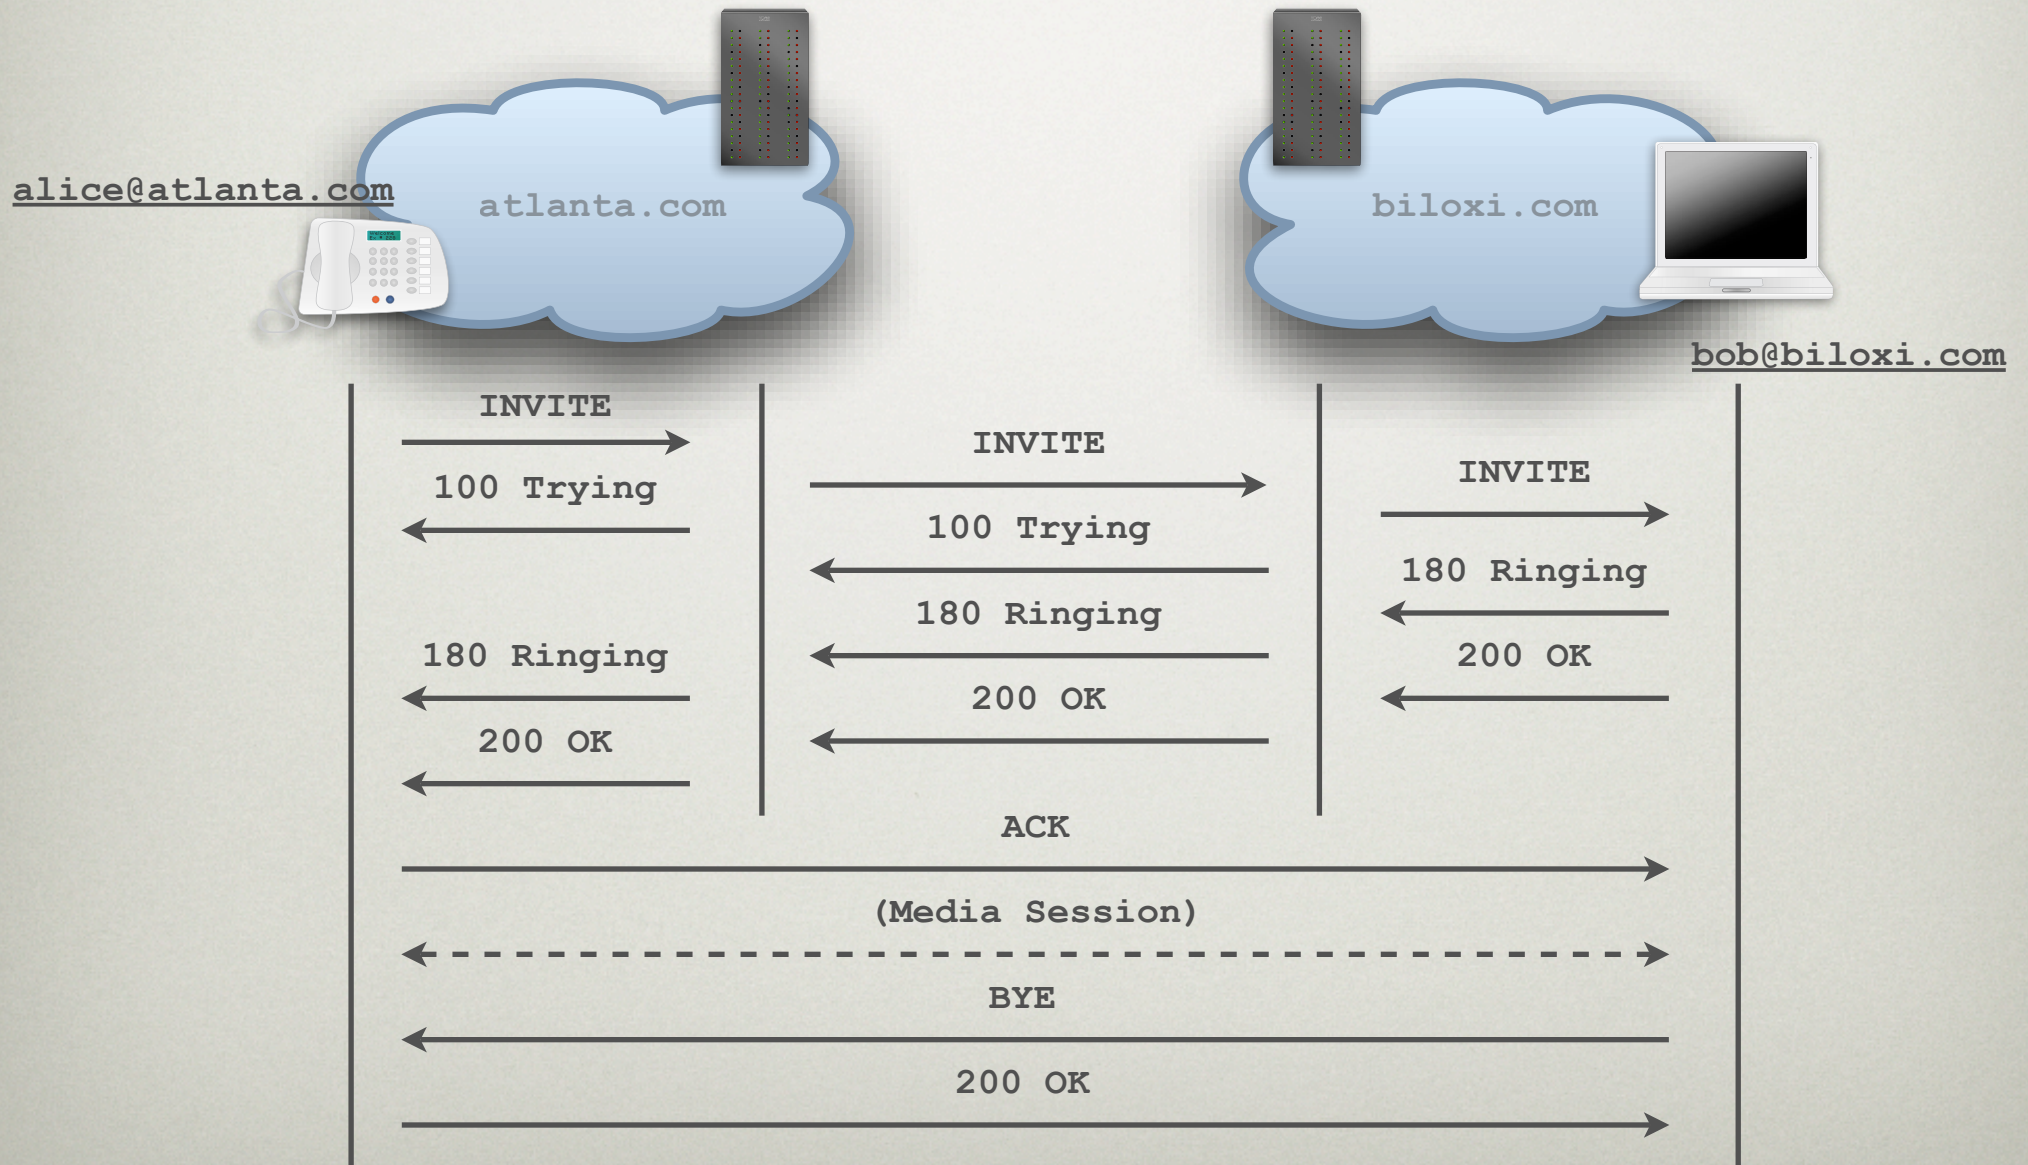 alice@atlanta.com
atlanta.com
biloxi.com
bob@biloxi.com
INVITE
INVITE
INVITE
100 Trying
100 Trying
180 Ringing
180 Ringing
180 Ringing
200 OK
200 OK
200 OK
ACK
(Media Session)
BYE
200 OK